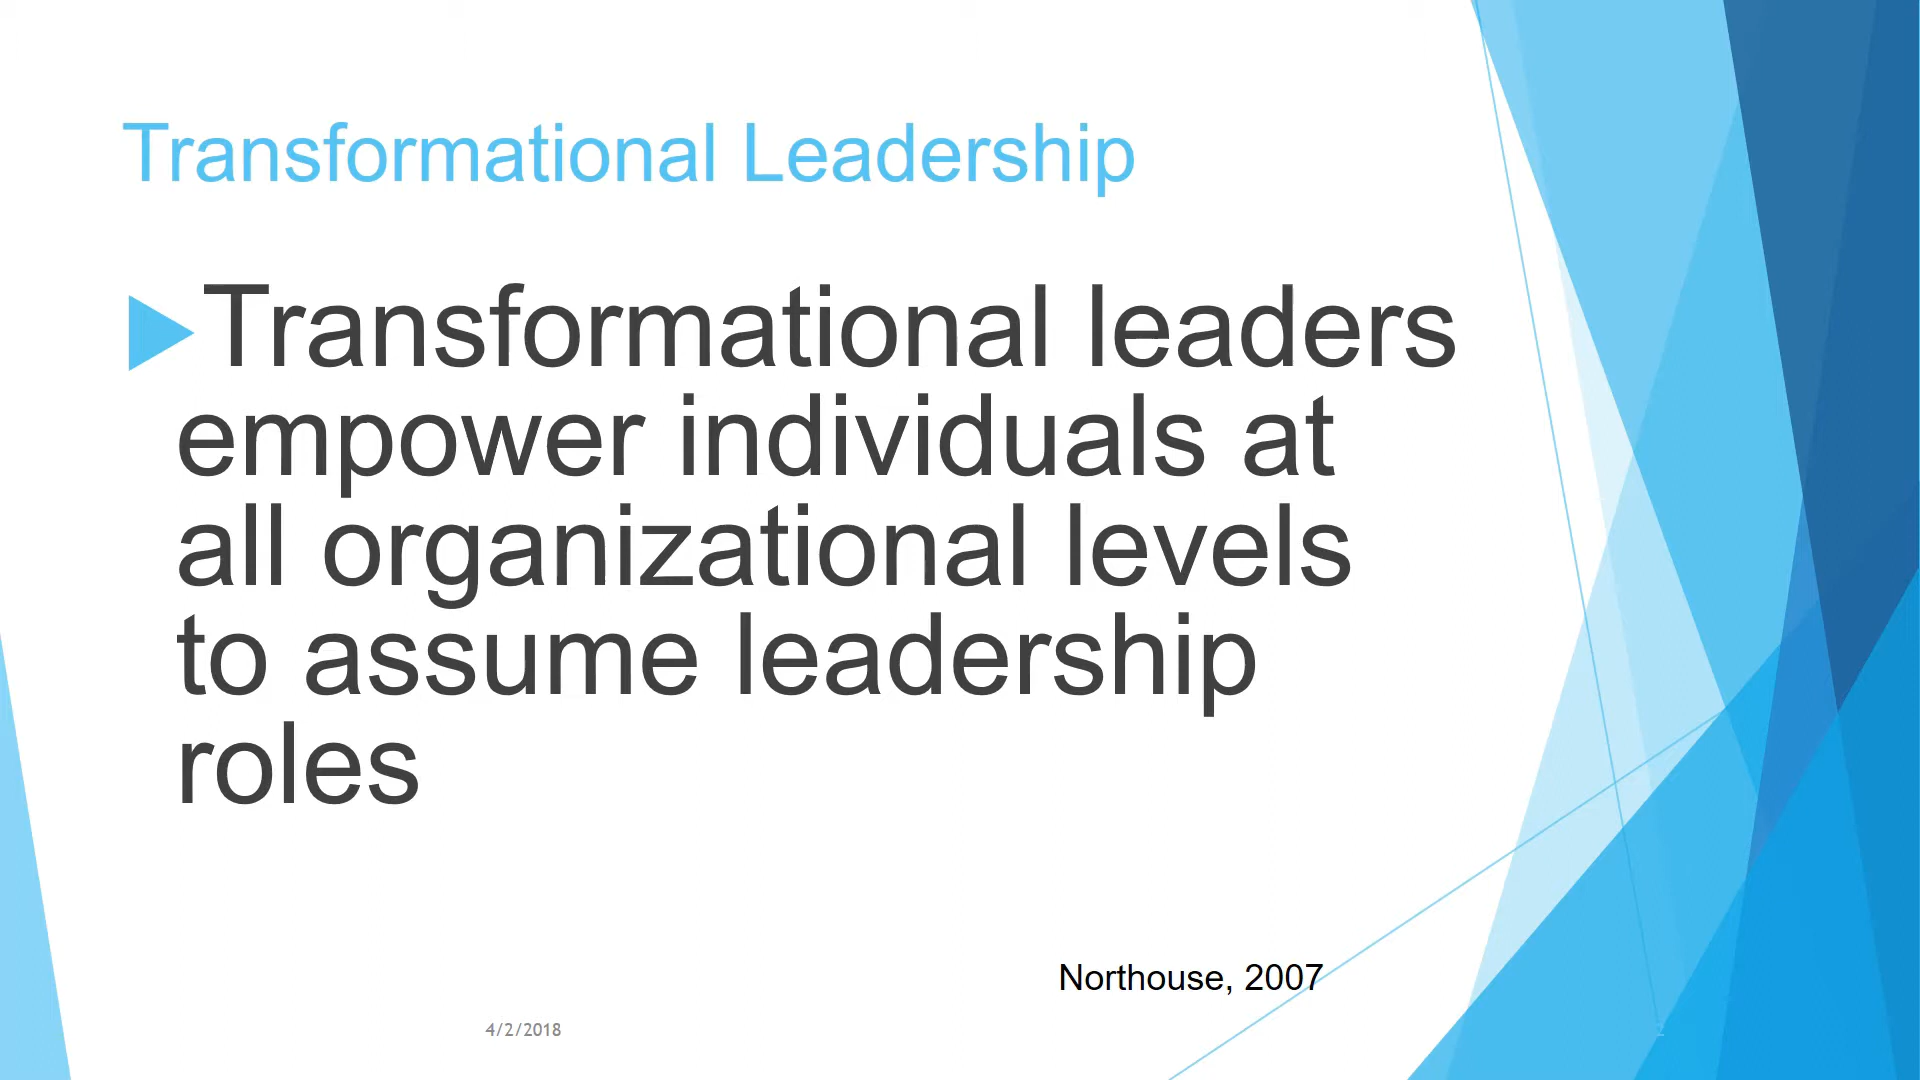 Transformational Leadership
Transformational leaders
empower individuals at
all organizational levels
to assume leadership
roles
Northouse, 2007
4/2/2018